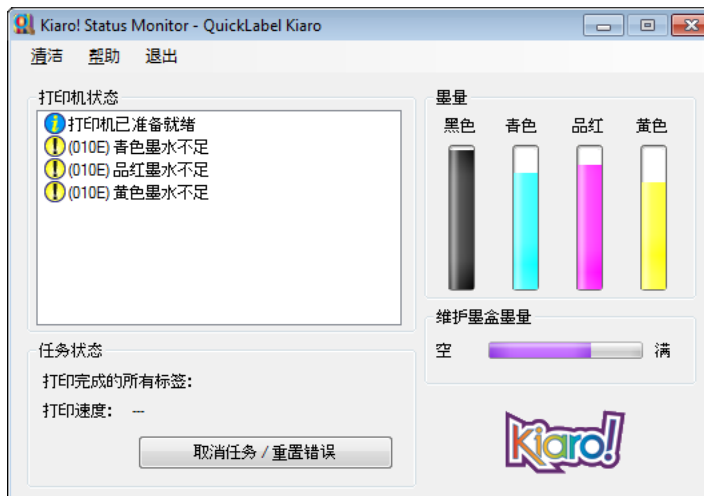 Kiaro! Status Monitor - QuickLabel Kiaro
清洁 帮助 退出
打印机状态
打印机已准备就绪
(010E) 青色墨水不足
(010E) 品红墨水不足
(010E) 黄色墨水不足
墨量
黑色 青色 品红 黄色
维护墨盒墨量
空 满
任务状态
打印完成的所有标签:
打印速度: ---
取消任务 / 重置错误
Kiaro!